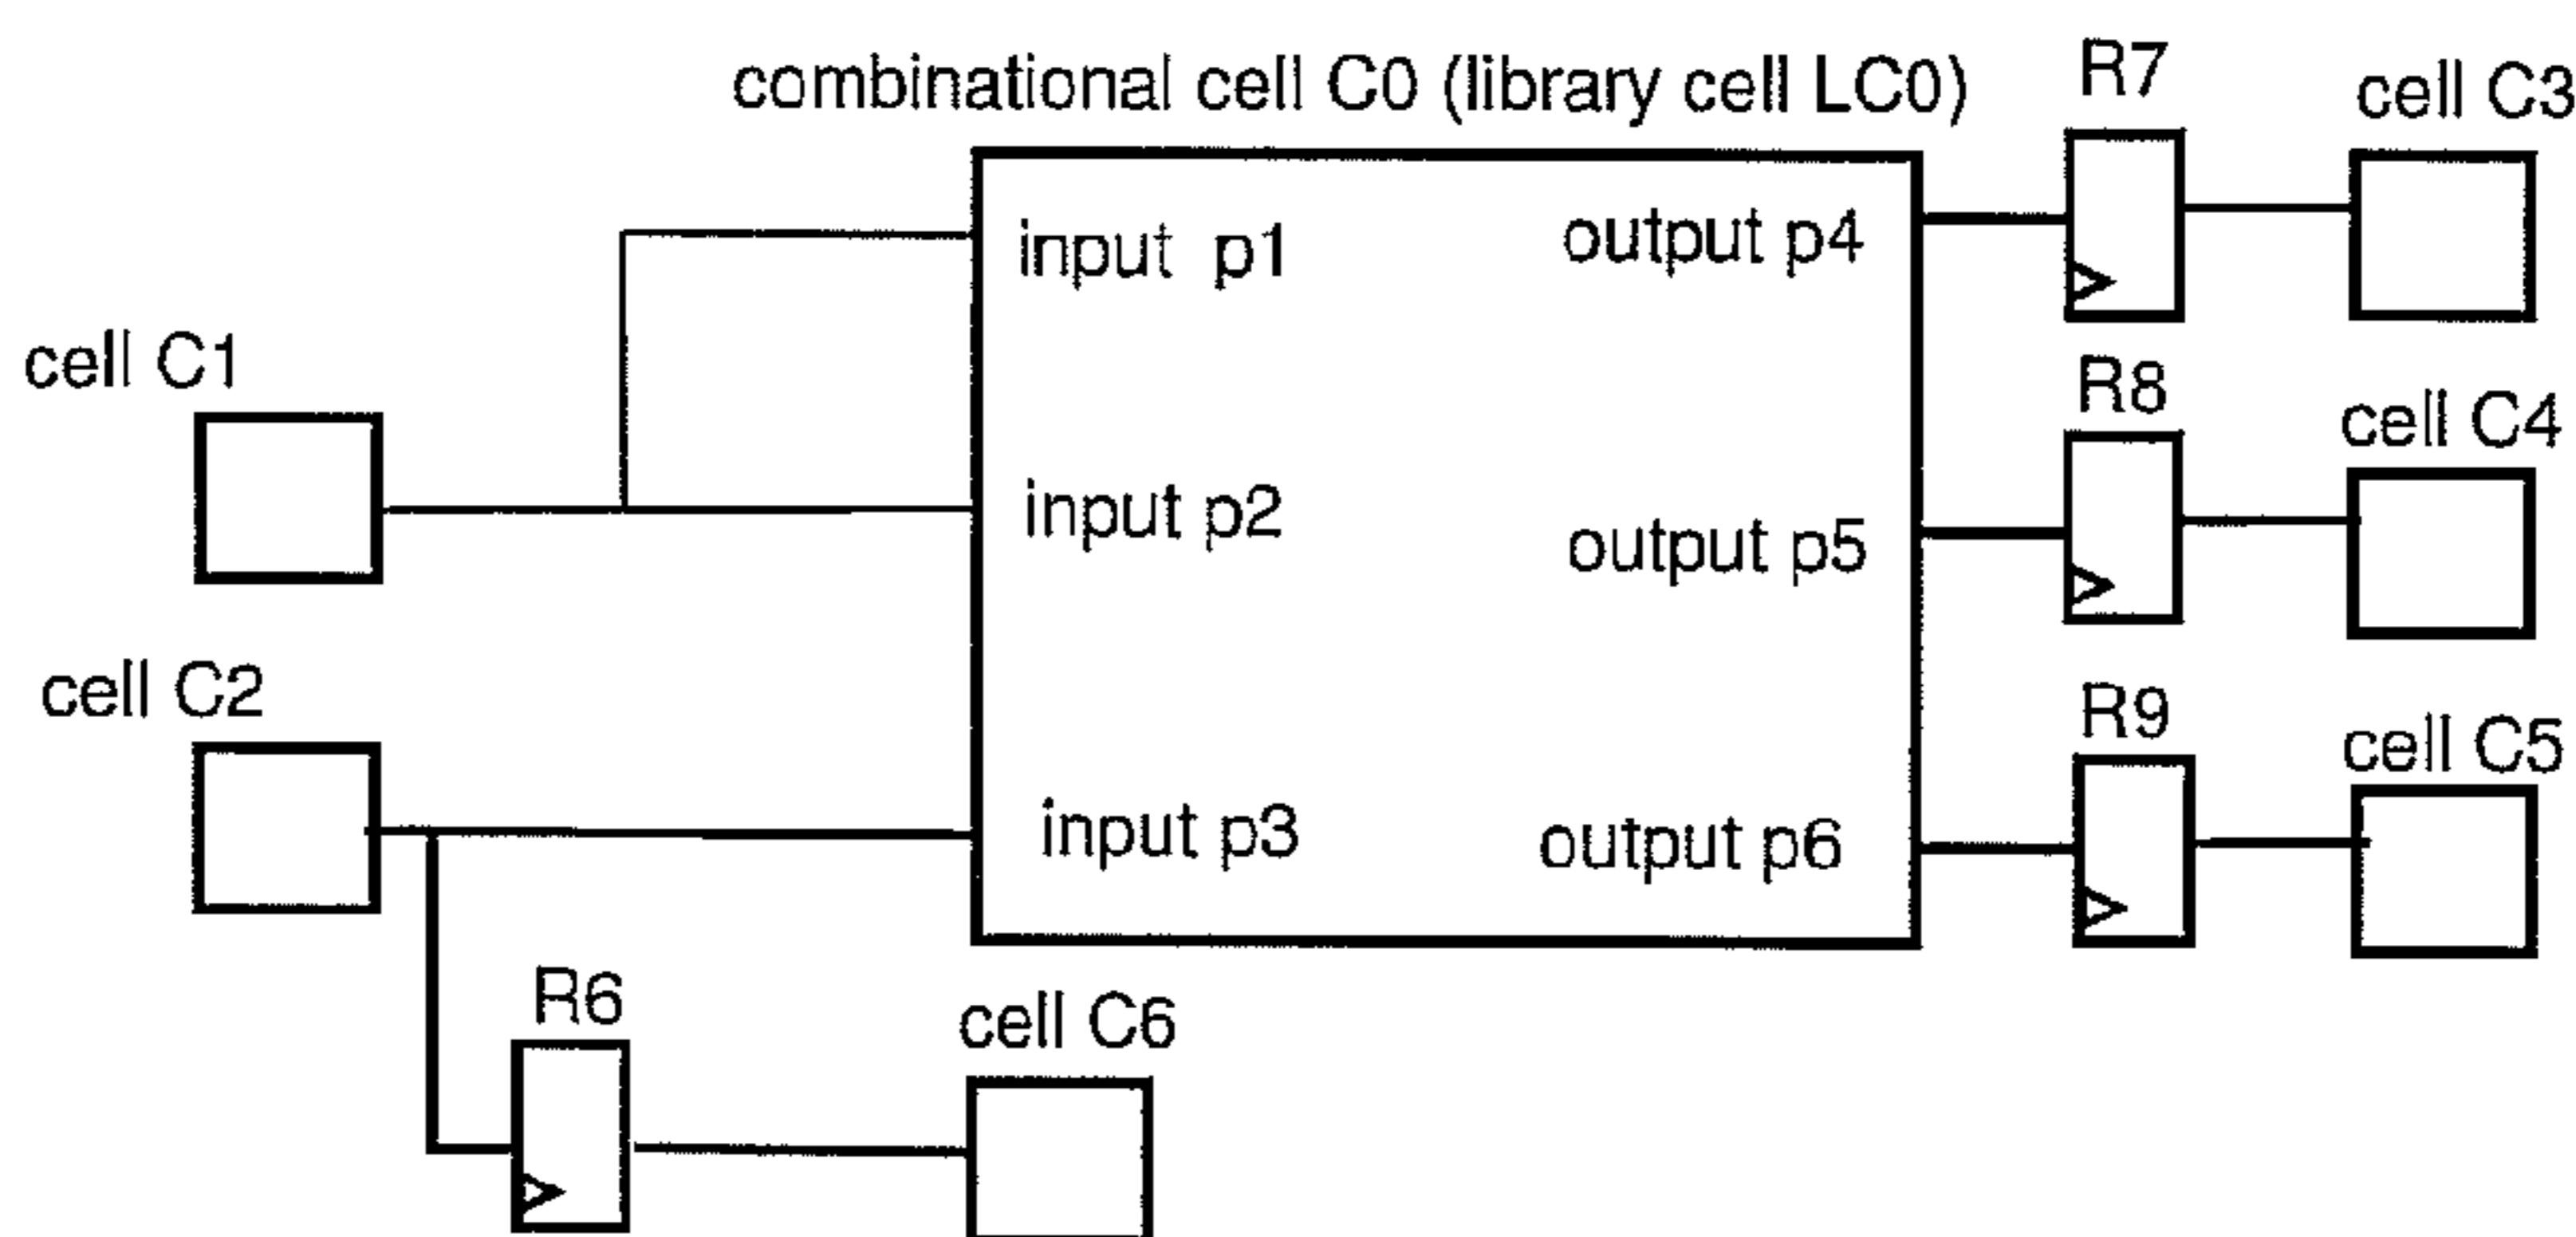 combinational cell C0 (library cell LC0)
R7
cell C3
input p1
output p4
cell C1
R8
cell C4
input p2
output p5
cell C2
R9
cell C5
input p3
output p6
R6
cell C6